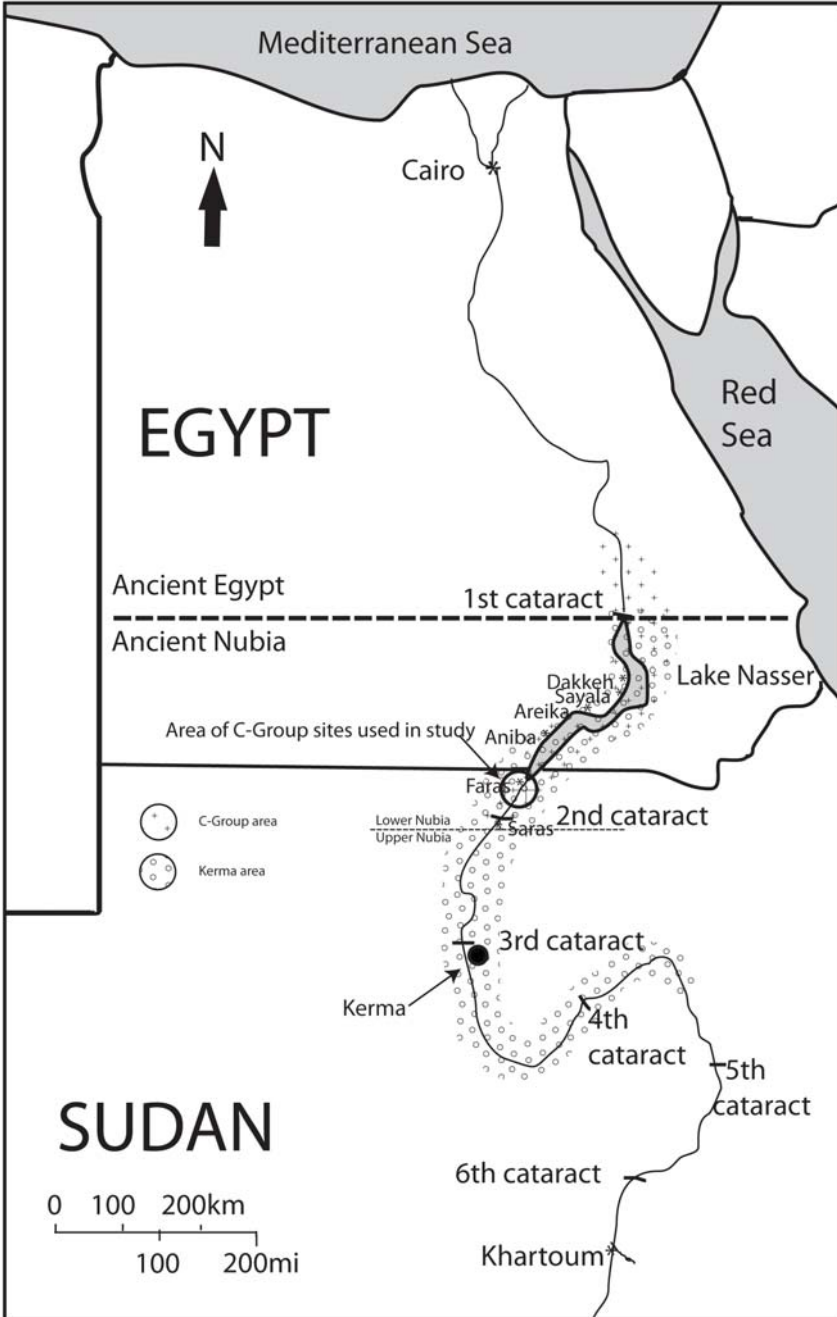 Mediterranean Sea
N
Cairo
Red
Sea
EGYPT
Ancient Egypt
1st cataract
Ancient Nubia
Lake Nasser
Dakkeh
Sayala
Areika
Area of C-Group sites used in study
Aniba
Faras
C-Group area
Lower Nubia
2nd cataract
Saras
Upper Nubia
Kerma area
3rd cataract
Kerma
4th
cataract
5th
cataract
SUDAN
6th cataract
0 100 200km
100 200mi
Khartoum